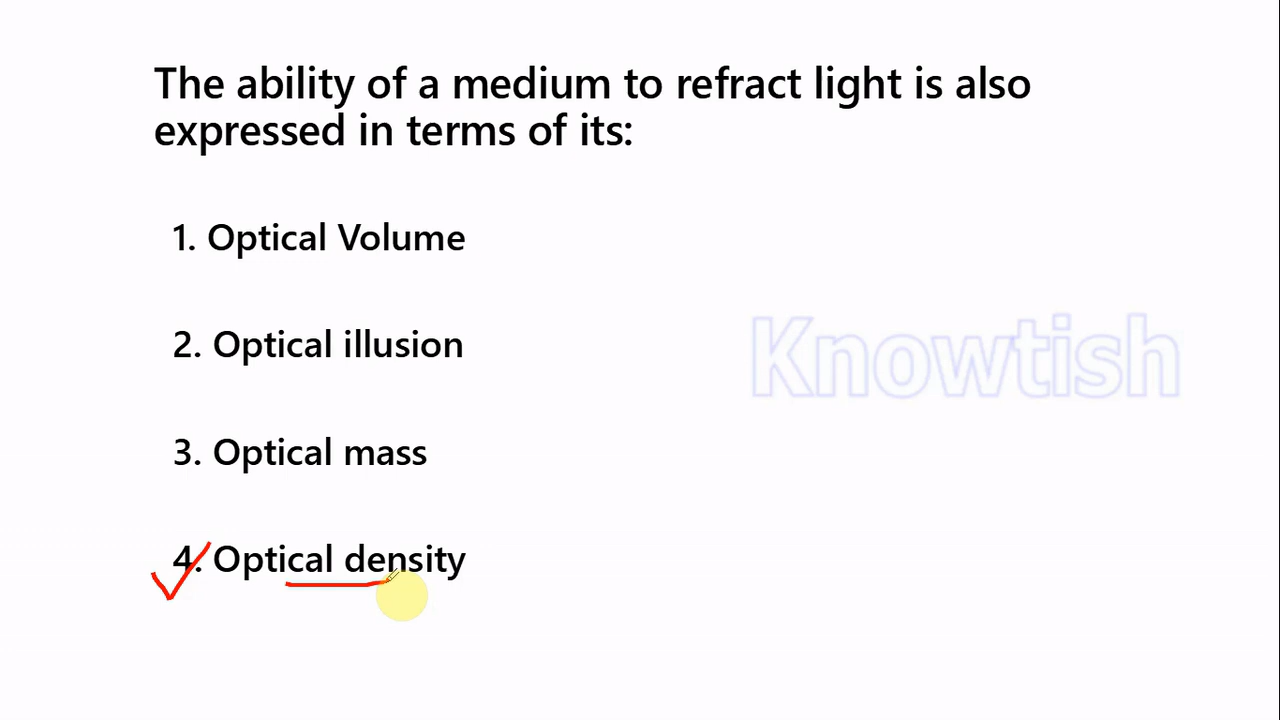 The ability of a medium to refract light is also
expressed in terms of its:
1. Optical Volume
2. Optical illusion
Knowtish
3. Optical mass
4. Optical density